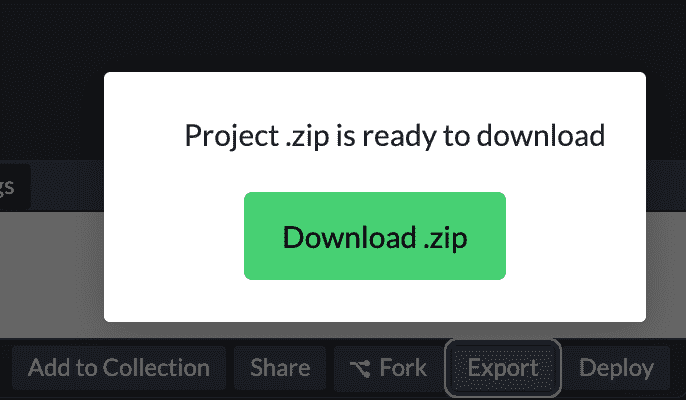 Project .zip is ready to download
gs
Download .zip
Add to Collection Share Fork Export Deploy